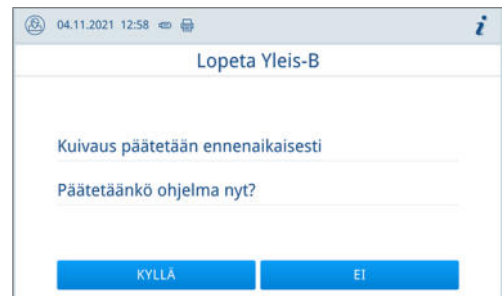 04.11.2021 12:58
i
Lopeta Yleis-B
Kuivaus päätetään ennenaikaisesti
Päätetäänkö ohjelma nyt?
KYLLÄ EI